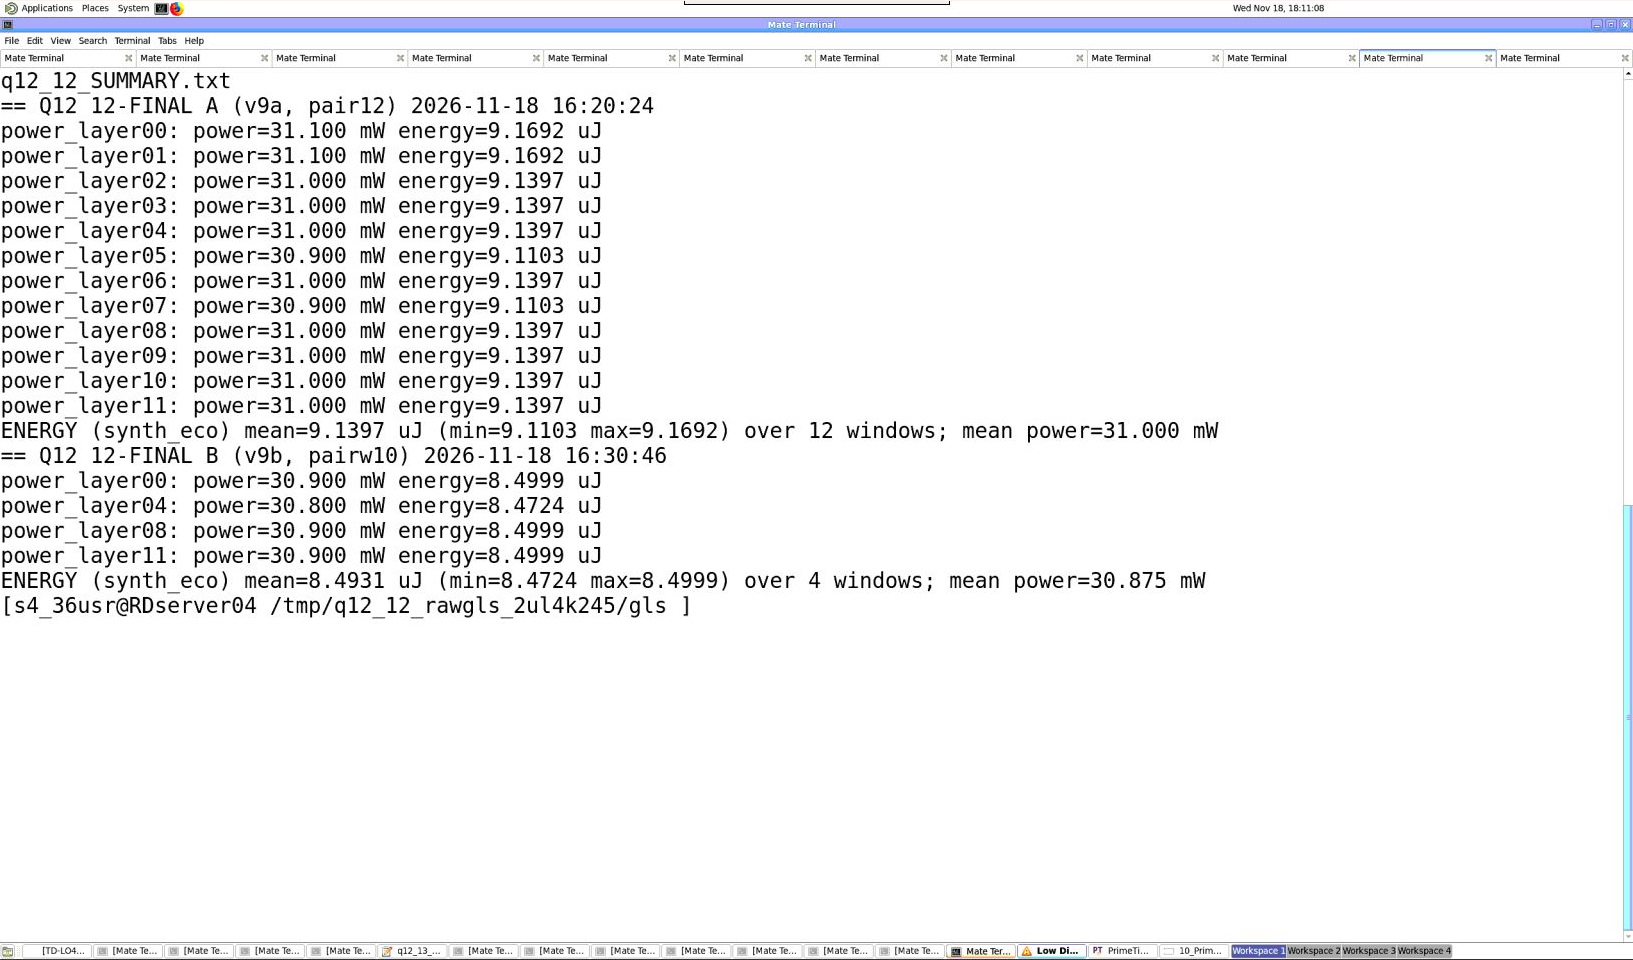 Applications Places System Wed Nov 18, 18:11:08
Mate Terminal
File Edit View Search Terminal Tabs Help
Mate Terminal Mate Terminal Mate Terminal Mate Terminal Mate Terminal Mate Terminal Mate Terminal Mate Terminal Mate Terminal Mate Terminal Mate Terminal Mate Terminal
q12_12_SUMMARY.txt
== Q12 12-FINAL A (v9a, pair12) 2026-11-18 16:20:24
power_layer00: power=31.100 mW energy=9.1692 uJ
power_layer01: power=31.100 mW energy=9.1692 uJ
power_layer02: power=31.000 mW energy=9.1397 uJ
power_layer03: power=31.000 mW energy=9.1397 uJ
power_layer04: power=31.000 mW energy=9.1397 uJ
power_layer05: power=30.900 mW energy=9.1103 uJ
power_layer06: power=31.000 mW energy=9.1397 uJ
power_layer07: power=30.900 mW energy=9.1103 uJ
power_layer08: power=31.000 mW energy=9.1397 uJ
power_layer09: power=31.000 mW energy=9.1397 uJ
power_layer10: power=31.000 mW energy=9.1397 uJ
power_layer11: power=31.000 mW energy=9.1397 uJ
ENERGY (synth_eco) mean=9.1397 uJ (min=9.1103 max=9.1692) over 12 windows; mean power=31.000 mW
== Q12 12-FINAL B (v9b, pairw10) 2026-11-18 16:30:46
power_layer00: power=30.900 mW energy=8.4999 uJ
power_layer04: power=30.800 mW energy=8.4724 uJ
power_layer08: power=30.900 mW energy=8.4999 uJ
power_layer11: power=30.900 mW energy=8.4999 uJ
ENERGY (synth_eco) mean=8.4931 uJ (min=8.4724 max=8.4999) over 4 windows; mean power=30.875 mW
[s4_36usr@RDserver04 /tmp/q12_12_rawgls_2ul4k245/gls ]
[TD-LO4... [Mate Te... [Mate Te... [Mate Te... [Mate Te... q12_13_... [Mate Te... [Mate Te... [Mate Te... [Mate Te... [Mate Te... [Mate Te... [Mate Te... Mate Ter... Low Di... PT PrimeTi... 10_Prim... Workspace 1 Workspace 2 Workspace 3 Workspace 4